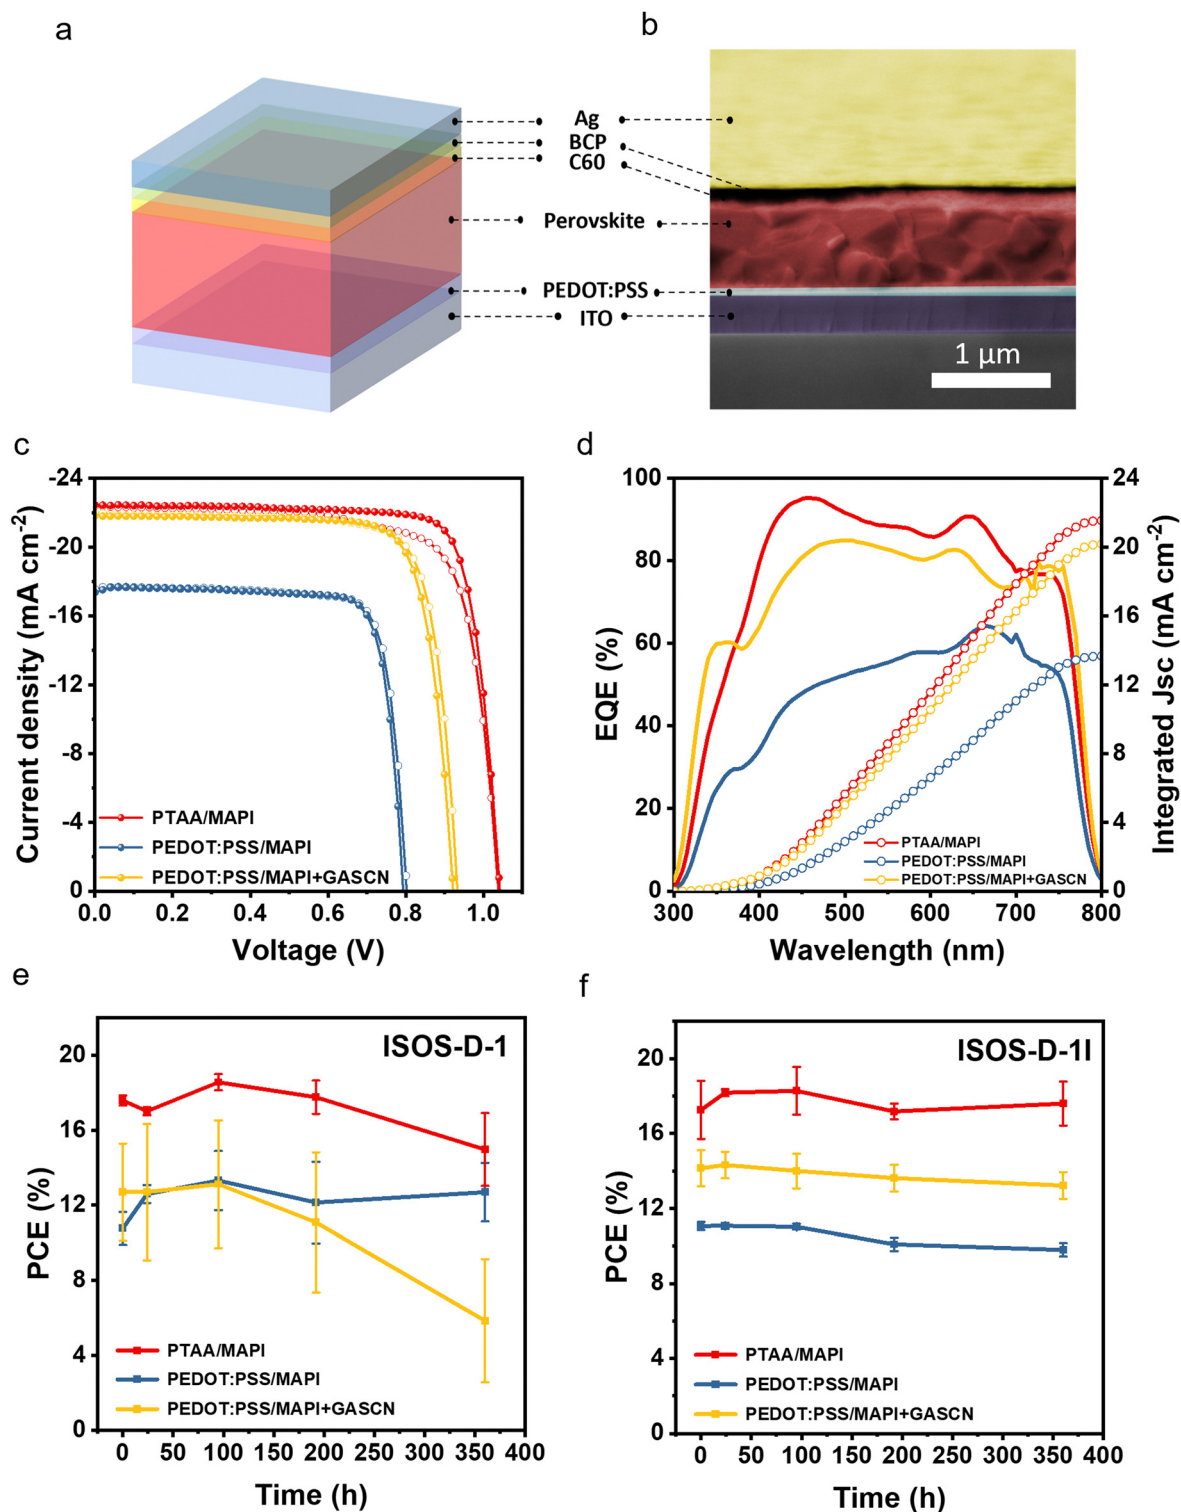 a
b
Ag
BCP
C60
Perovskite
PEDOT:PSS
ITO
1 μm
c
-24
-20
-16
-12
-8
-4
0
0.0 0.2 0.4 0.6 0.8 1.0
Current density (mA cm-2)
Voltage (V)
PTAA/MAPI
PEDOT:PSS/MAPI
PEDOT:PSS/MAPI+GASCN
d
100
80
60
40
20
0
300 400 500 600 700 800
24
20
16
12
8
4
0
EQE (%)
Integrated Jsc (mA cm-2)
Wavelength (nm)
PTAA/MAPI
PEDOT:PSS/MAPI
PEDOT:PSS/MAPI+GASCN
e
ISOS-D-1
20
16
12
8
4
0
0 50 100 150 200 250 300 350 400
PCE (%)
Time (h)
PTAA/MAPI
PEDOT:PSS/MAPI
PEDOT:PSS/MAPI+GASCN
f
ISOS-D-1I
20
16
12
8
4
0
0 50 100 150 200 250 300 350 400
PCE (%)
Time (h)
PTAA/MAPI
PEDOT:PSS/MAPI
PEDOT:PSS/MAPI+GASCN